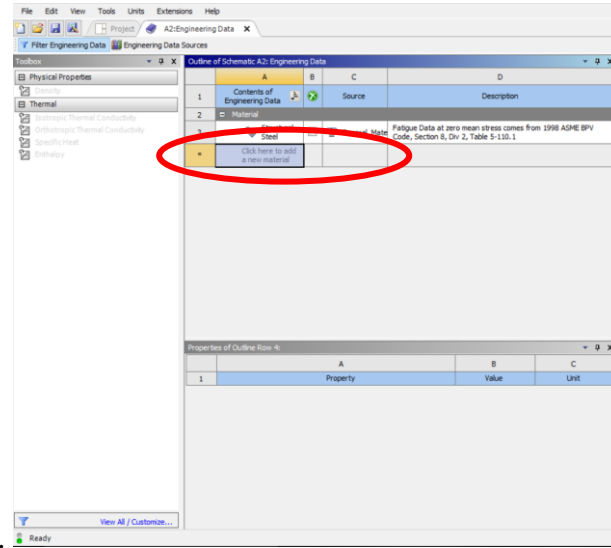 File Edit View Tools Units Extensions Help
Project A2:Engineering Data X
Filter Engineering Data Engineering Data Sources
Toolbox
Physical Properties
Density
Thermal
Isotropic Thermal Conductivity
Orthotropic Thermal Conductivity
Specific Heat
Enthalpy
View All / Customize...
Outline of Schematic A2: Engineering Data
A B C D
1 Contents of
Engineering Data Source Description
2 Material
Steel Fatigue Data at zero mean stress comes from 1998 ASME BPV
Code, Section 8, Div 2, Table 5-110.1
* Click here to add
a new material
Properties of Outline Row 4:
A B C
1 Property Value Unit
Ready